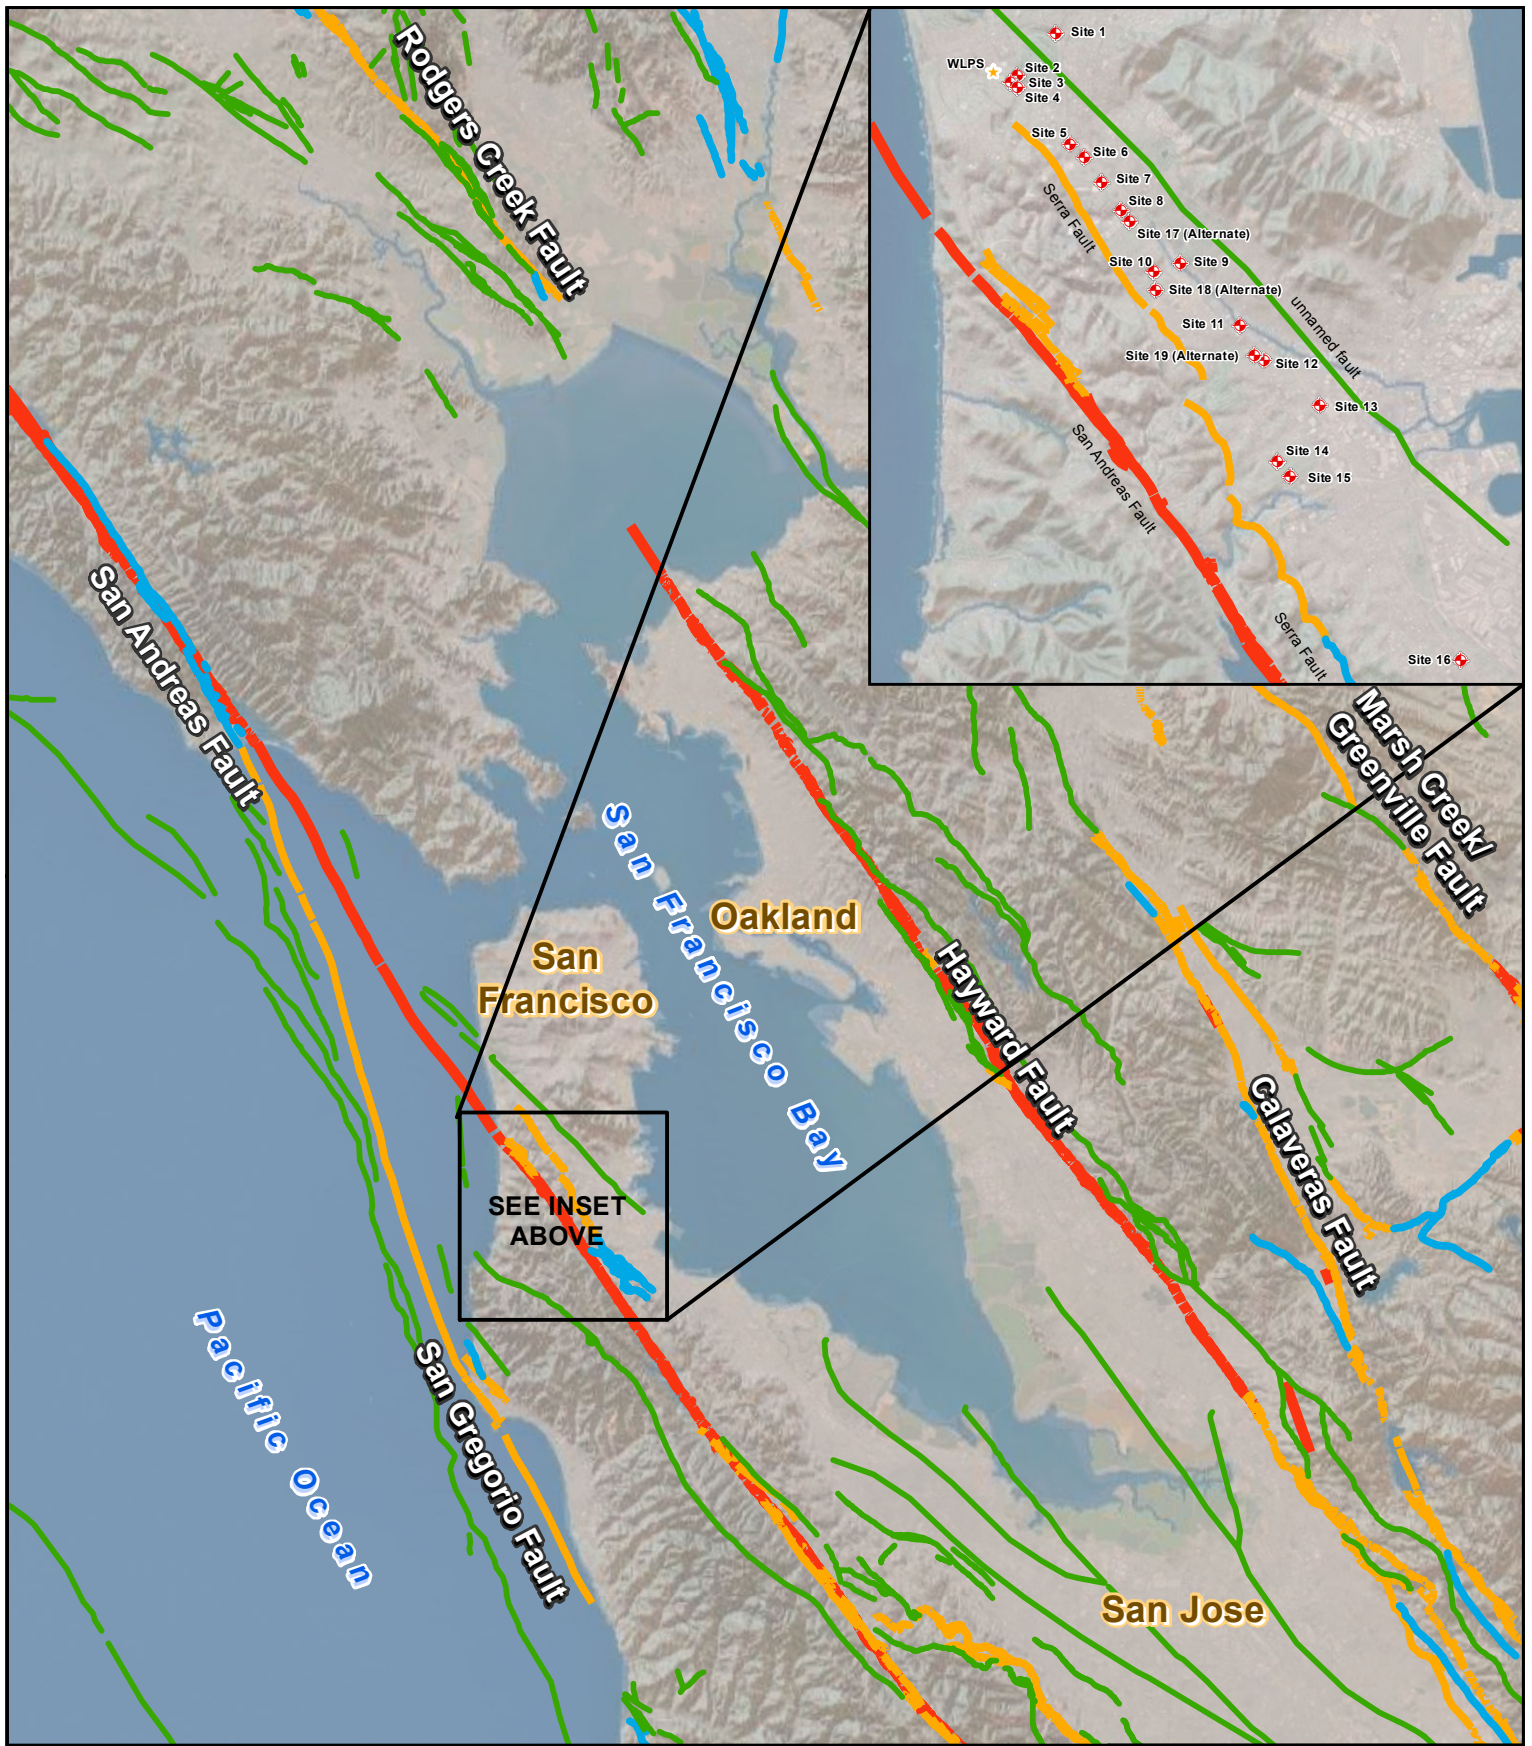 Rodgers Creek Fault
Site 1
WLPS
Site 2
Site 3
Site 4
Site 5
Site 6
Site 7
Serra Fault
Site 8
Site 17 (Alternate)
Site 10
Site 9
Site 18 (Alternate)
unnamed fault
Site 11
Site 19 (Alternate)
Site 12
Site 13
San Andreas Fault
Site 14
Site 15
Serra Fault
Site 16
San Andreas Fault
Marsh Creek/
Greenville Fault
San Francisco Bay
Oakland
San
Francisco
Hayward Fault
Calaveras Fault
SEE INSET
ABOVE
Pacific Ocean
San Gregorio Fault
San Jose